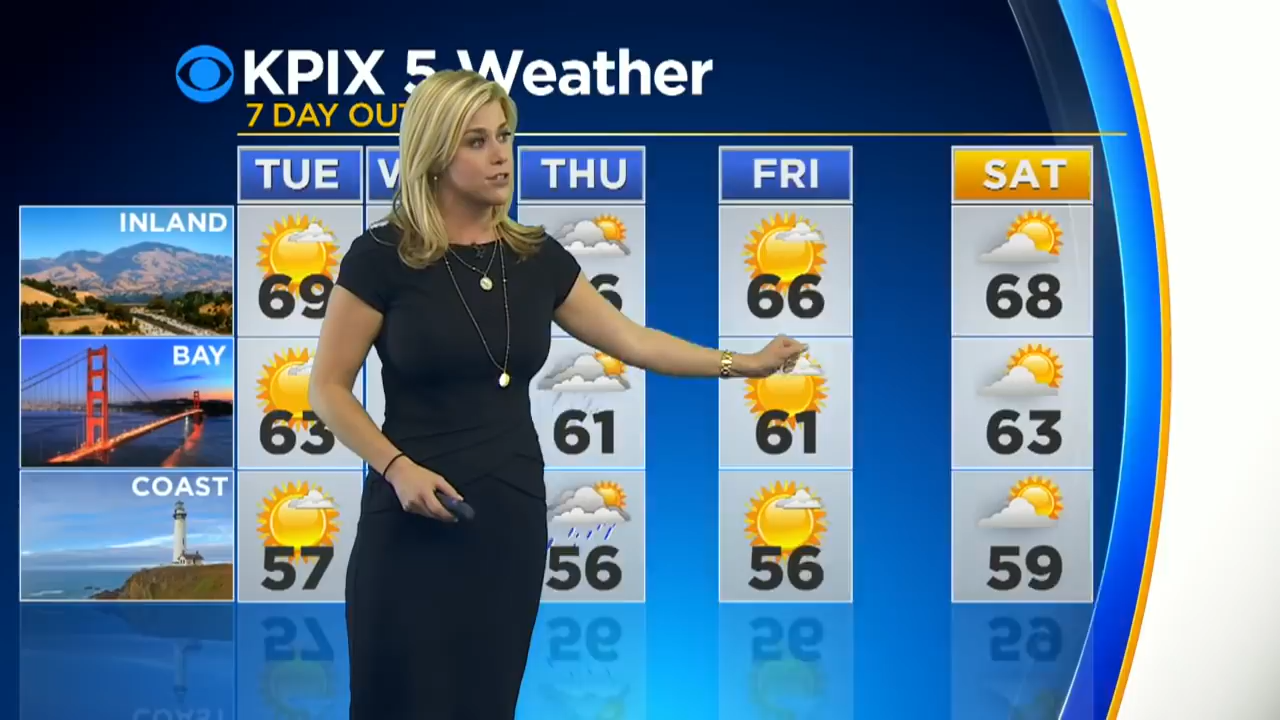 KPIX 5 Weather
7 DAY OUT
TUE W THU FRI SAT
INLAND
69 6 66 68
BAY
63 61 61 63
COAST
57 56 56 59